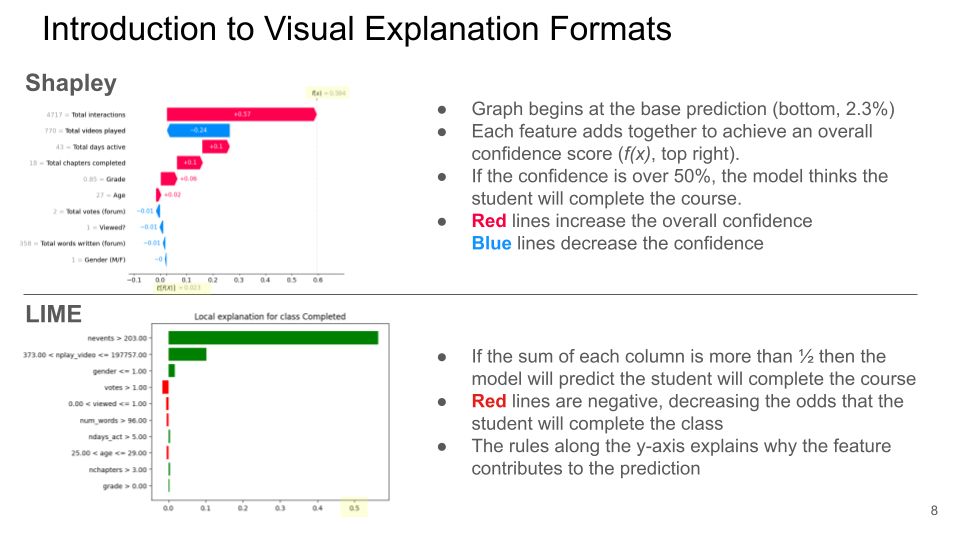 Introduction to Visual Explanation Formats
Shapley
f(x) = 0.594
4717 = Total interactions
+0.57
770 = Total videos played
−0.24
43 = Total days active
+0.1
18 = Total chapters completed
+0.1
0.85 = Grade
+0.06
27 = Age
+0.02
2 = Total votes (forum)
−0.01
1 = Viewed?
−0.01
358 = Total words written (forum)
−0.01
1 = Gender (M/F)
−0
−0.1 0.0 0.1 0.2 0.3 0.4 0.5 0.6
E[f(X)] = 0.023
● Graph begins at the base prediction (bottom, 2.3%)
● Each feature adds together to achieve an overall
confidence score (f(x), top right).
● If the confidence is over 50%, the model thinks the
student will complete the course.
● Red lines increase the overall confidence
Blue lines decrease the confidence
LIME
Local explanation for class Completed
nevents > 203.00
373.00 < nplay_video <= 197757.00
gender <= 1.00
votes > 1.00
0.00 < viewed <= 1.00
num_words > 96.00
ndays_act > 5.00
25.00 < age <= 29.00
nchapters > 3.00
grade > 0.00
0.0 0.1 0.2 0.3 0.4 0.5
● If the sum of each column is more than ½ then the
model will predict the student will complete the course
● Red lines are negative, decreasing the odds that the
student will complete the class
● The rules along the y-axis explains why the feature
contributes to the prediction
8